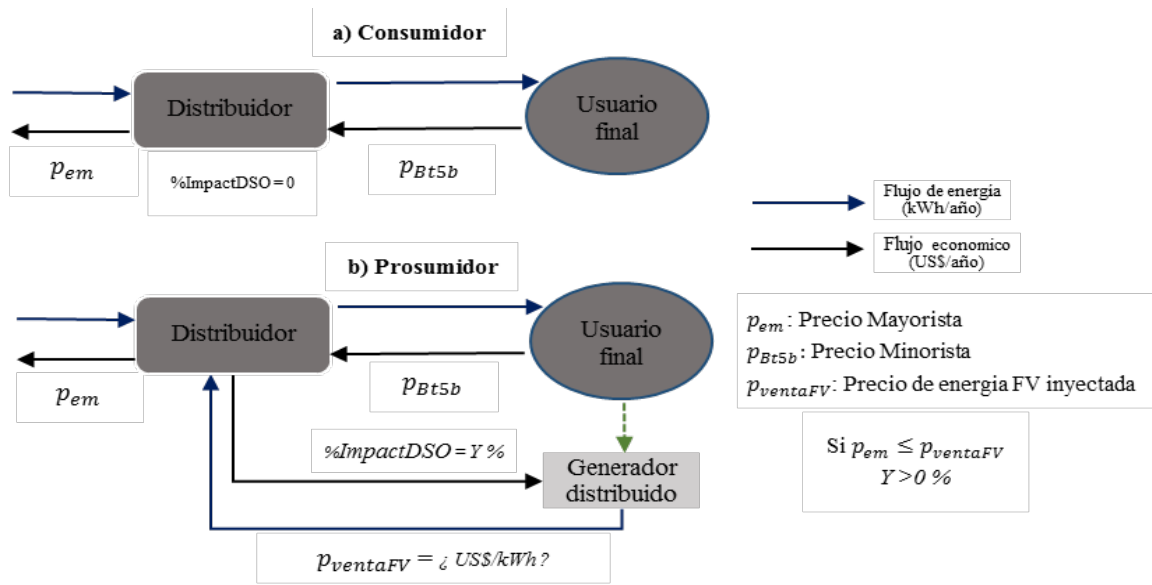 a) Consumidor
Distribuidor
Usuario
final
p_em
%ImpactDSO = 0
p_Bt5b
Flujo de energía
(kWh/año)
Flujo economico
(US$/año)
b) Prosumidor
Distribuidor
Usuario
final
p_em
p_Bt5b
p_em: Precio Mayorista
p_Bt5b: Precio Minorista
p_ventaFV: Precio de energia FV inyectada
%ImpactDSO = Y %
Generador
distribuido
Si p_em ≤ p_ventaFV
Y > 0 %
p_ventaFV = ¿ US$/kWh?